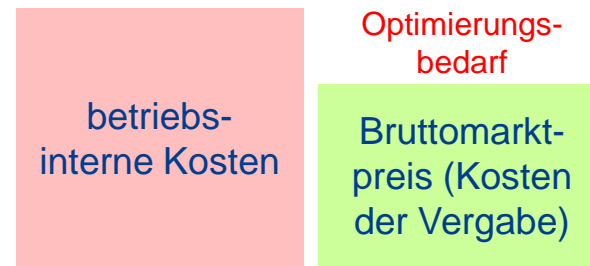 betriebs-
interne Kosten
Optimierungs-
bedarf
Bruttomarkt-
preis (Kosten
der Vergabe)